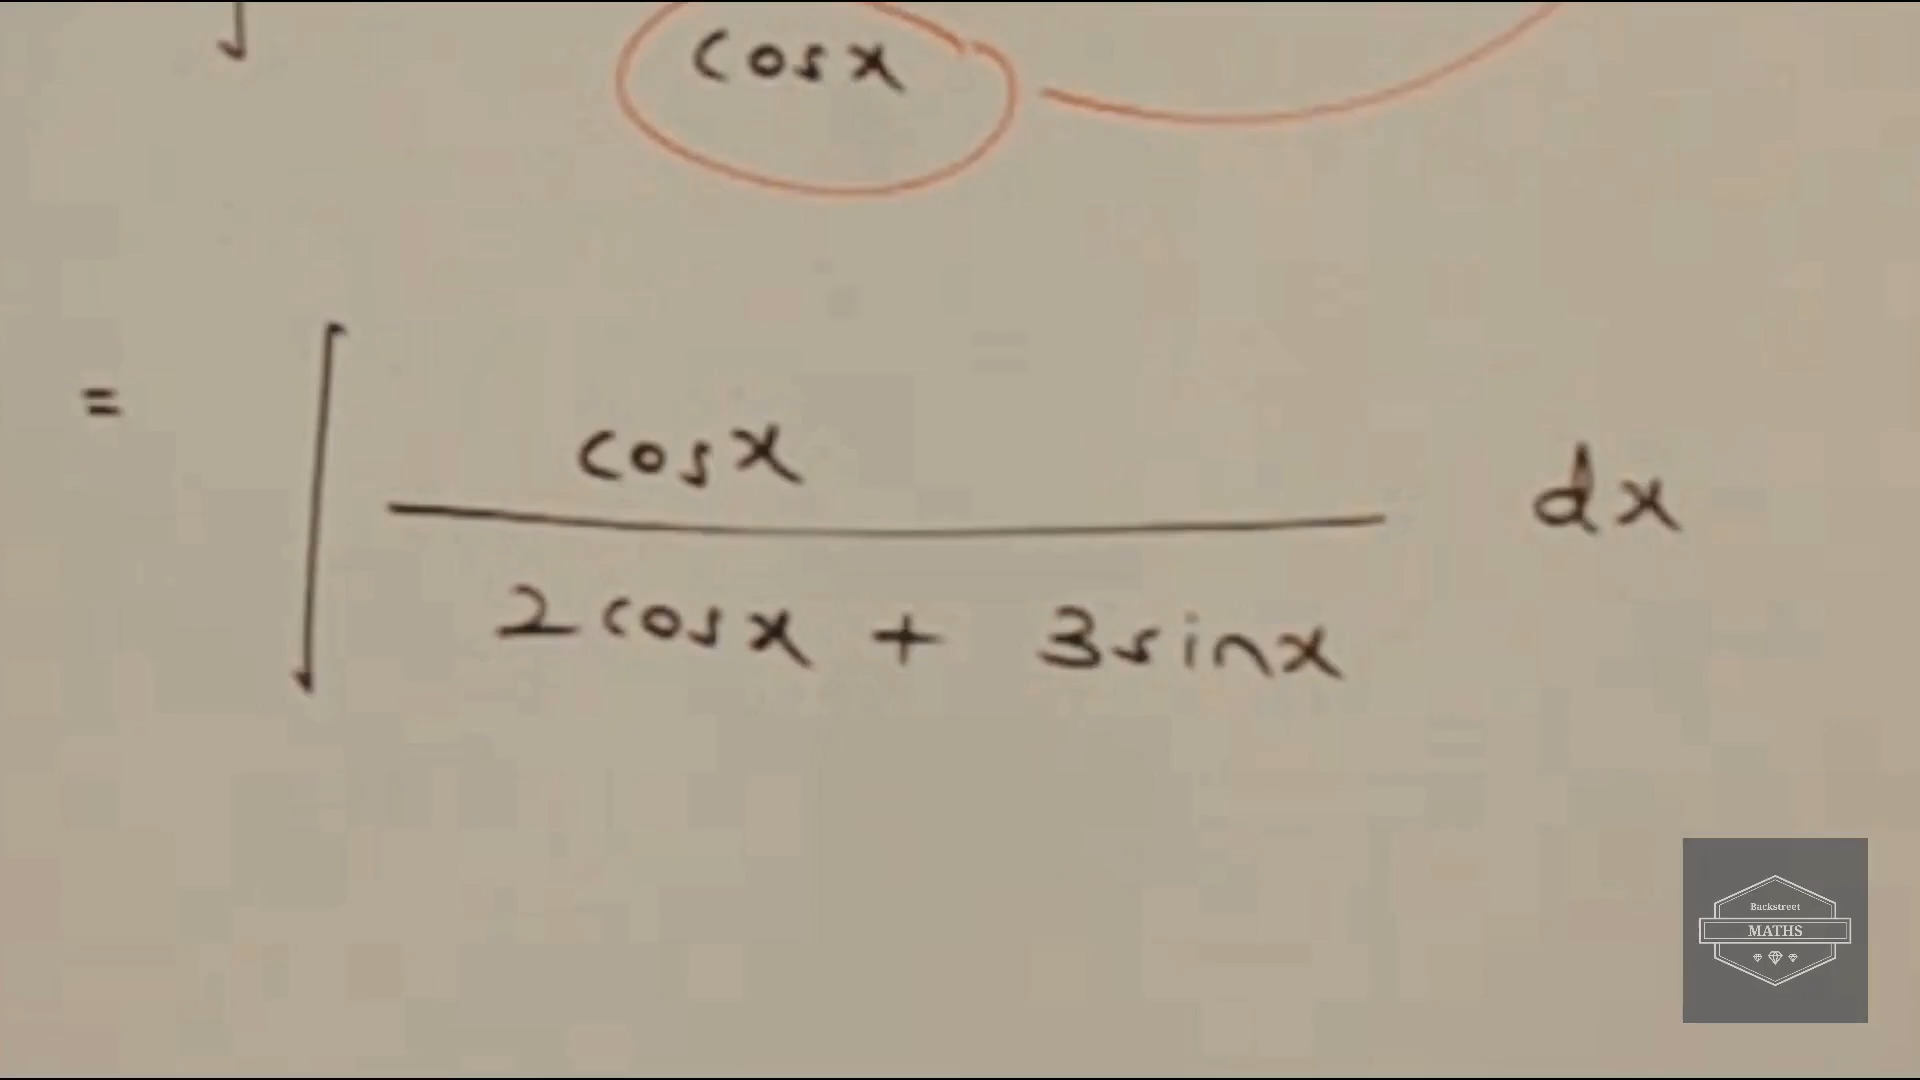 cosx
= ∫ cosx dx
2cosx + 3sinx
Backstreet
MATHS